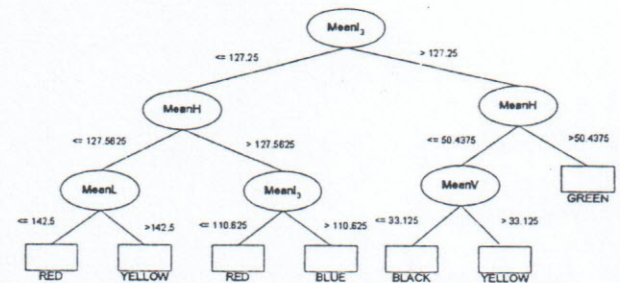 MeanI3
<= 127.25
> 127.25
MeanH
MeanH
<= 127.5625
> 127.5625
<= 50.4375
>50.4375
MeanL
MeanI3
MeanV
GREEN
<= 142.5
>142.5
<= 110.625
> 110.625
<= 33.125
> 33.125
RED
YELLOW
RED
BLUE
BLACK
YELLOW